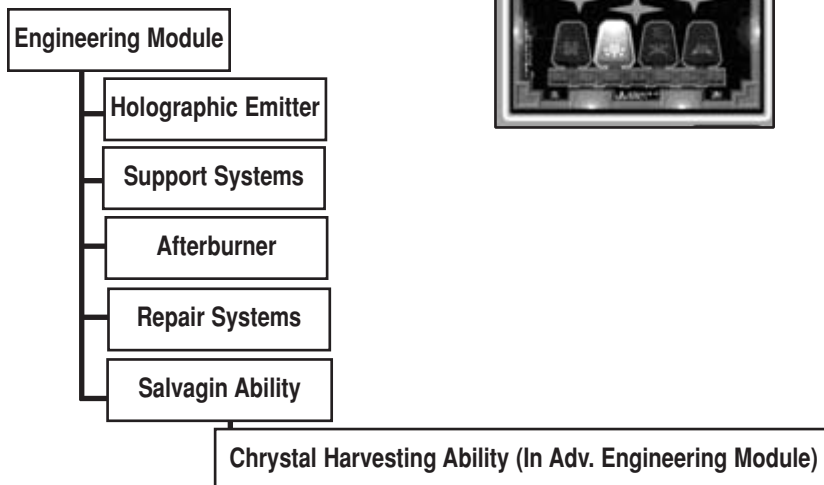 Engineering Module
Holographic Emitter
Support Systems
Afterburner
Repair Systems
Salvagin Ability
Chrystal Harvesting Ability (In Adv. Engineering Module)